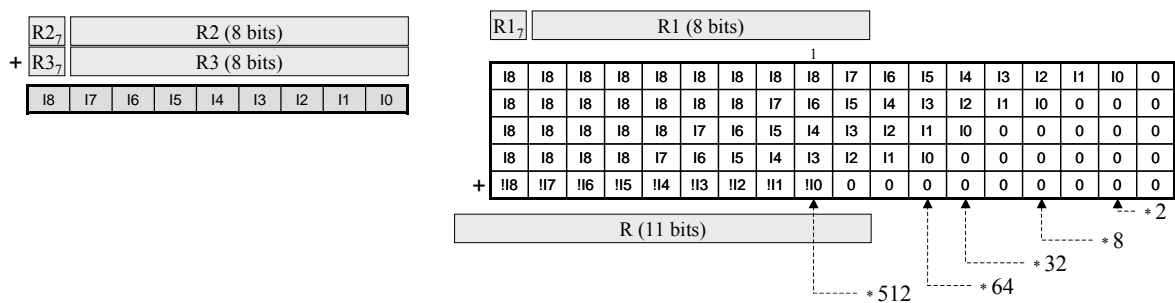 R2₇ R2 (8 bits)
+ R3₇ R3 (8 bits)
I8 I7 I6 I5 I4 I3 I2 I1 I0
R1₇ R1 (8 bits)
1
I8 I8 I8 I8 I8 I8 I8 I8 I8 I7 I6 I5 I4 I3 I2 I1 I0 0
I8 I8 I8 I8 I8 I8 I8 I7 I6 I5 I4 I3 I2 I1 I0 0 0 0
I8 I8 I8 I8 I8 I7 I6 I5 I4 I3 I2 I1 I0 0 0 0 0 0
I8 I8 I8 I8 I7 I6 I5 I4 I3 I2 I1 I0 0 0 0 0 0 0
+ !I8 !I7 !I6 !I5 !I4 !I3 !I2 !I1 !I0 0 0 0 0 0 0 0 0 0
R (11 bits)
*2
*8
*32
*64
*512